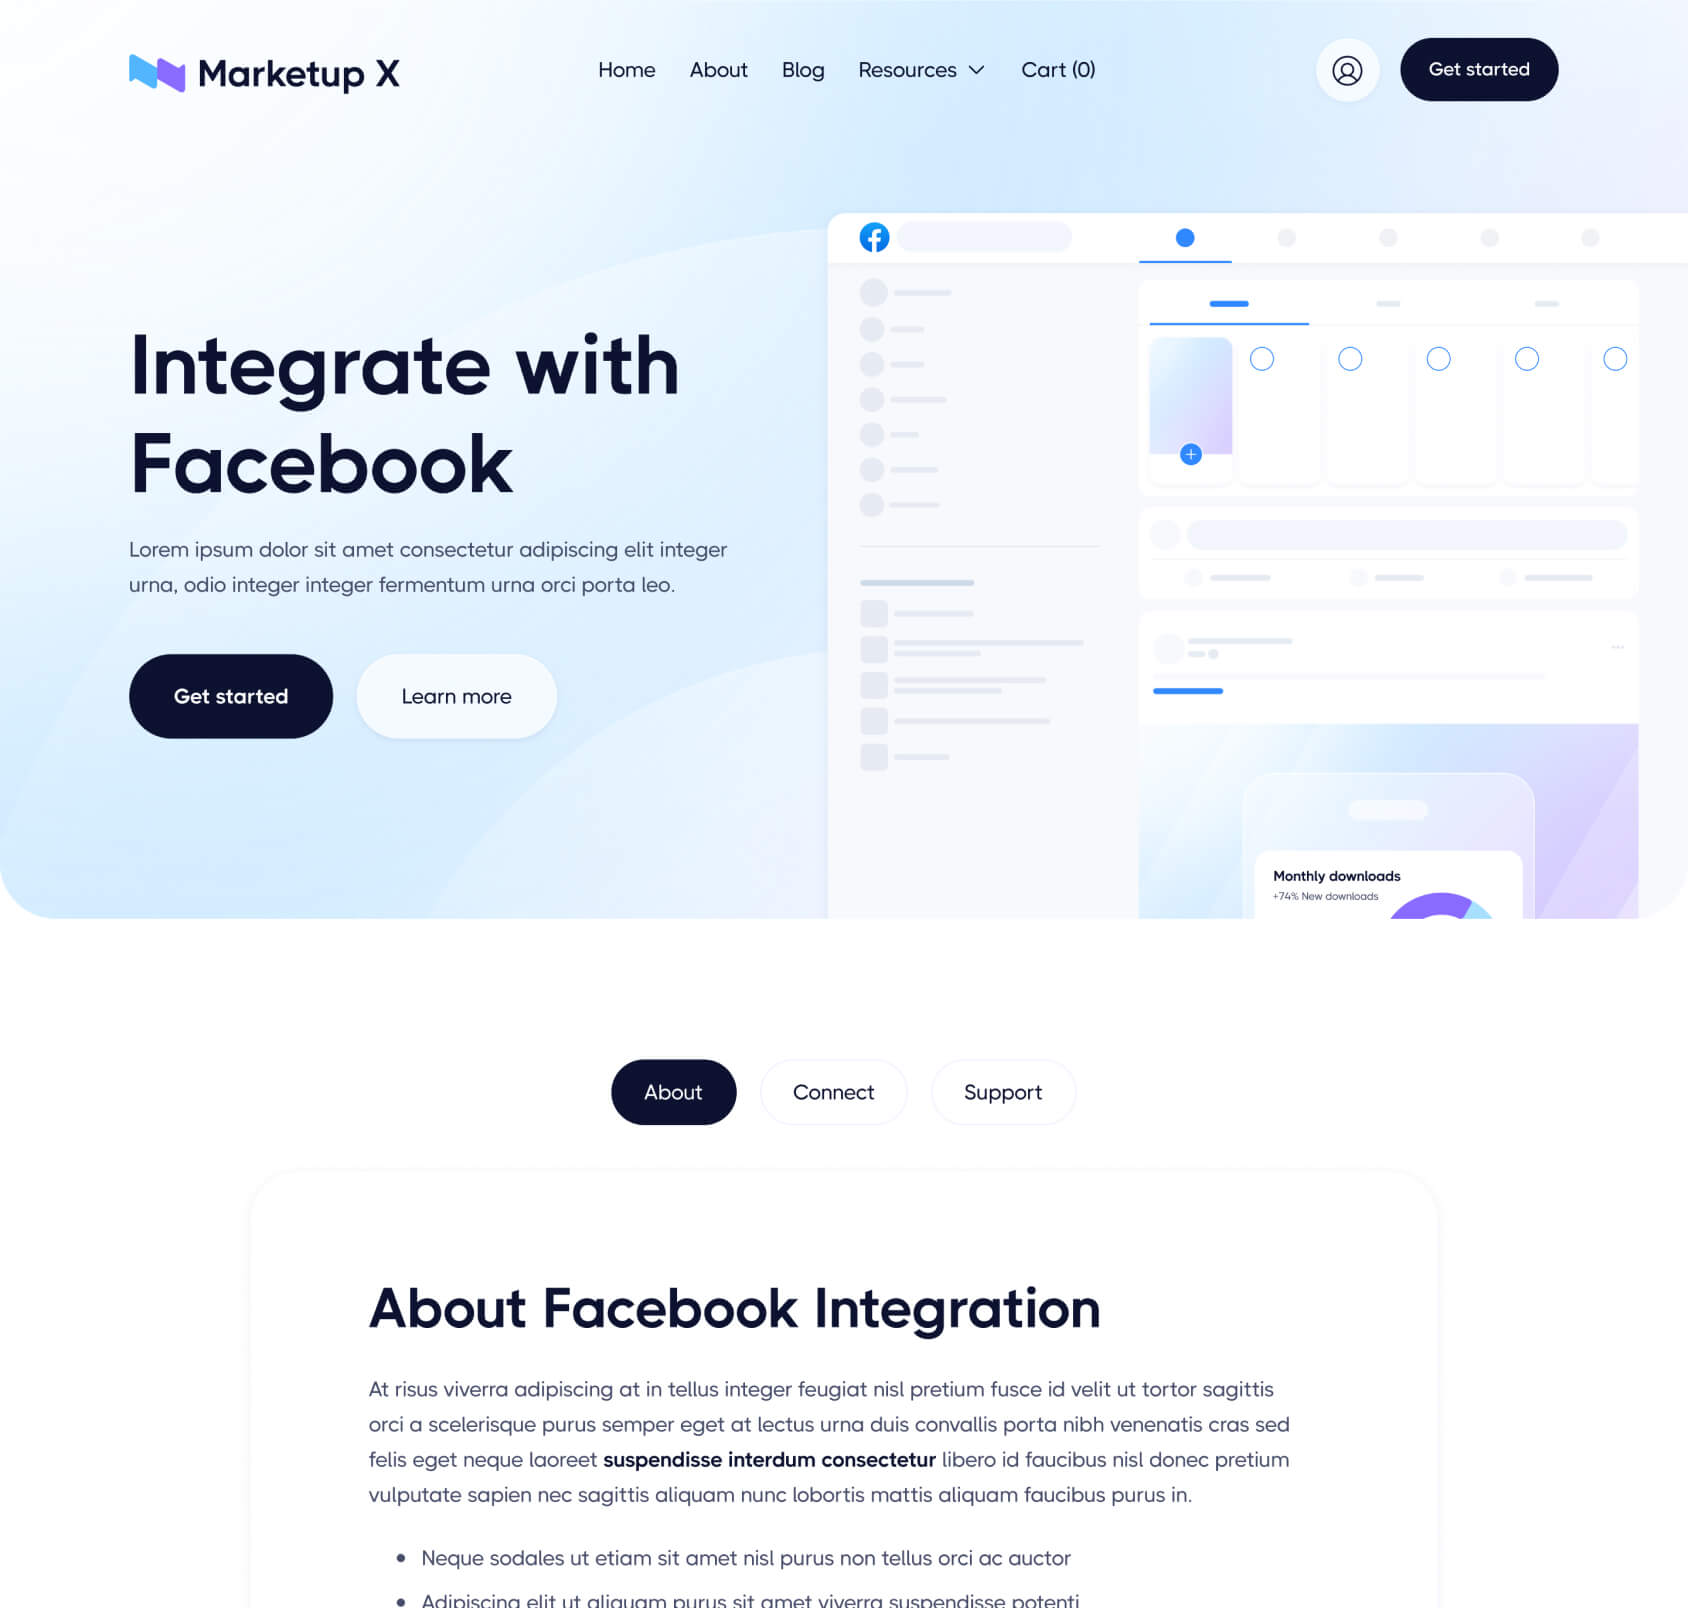 Marketup X
Home
About
Blog
Resources
Cart (0)
Get started
Integrate with
Facebook
Lorem ipsum dolor sit amet consectetur adipiscing elit integer
urna, odio integer integer fermentum urna orci porta leo.
Get started
Learn more
Monthly downloads
+74% New downloads
About
Connect
Support
About Facebook Integration
At risus viverra adipiscing at in tellus integer feugiat nisl pretium fusce id velit ut tortor sagittis
orci a scelerisque purus semper eget at lectus urna duis convallis porta nibh venenatis cras sed
felis eget neque laoreet suspendisse interdum consectetur libero id faucibus nisl donec pretium
vulputate sapien nec sagittis aliquam nunc lobortis mattis aliquam faucibus purus in.
• Neque sodales ut etiam sit amet nisl purus non tellus orci ac auctor
• Adipiscing elit ut aliquam purus sit amet viverra suspendisse potenti